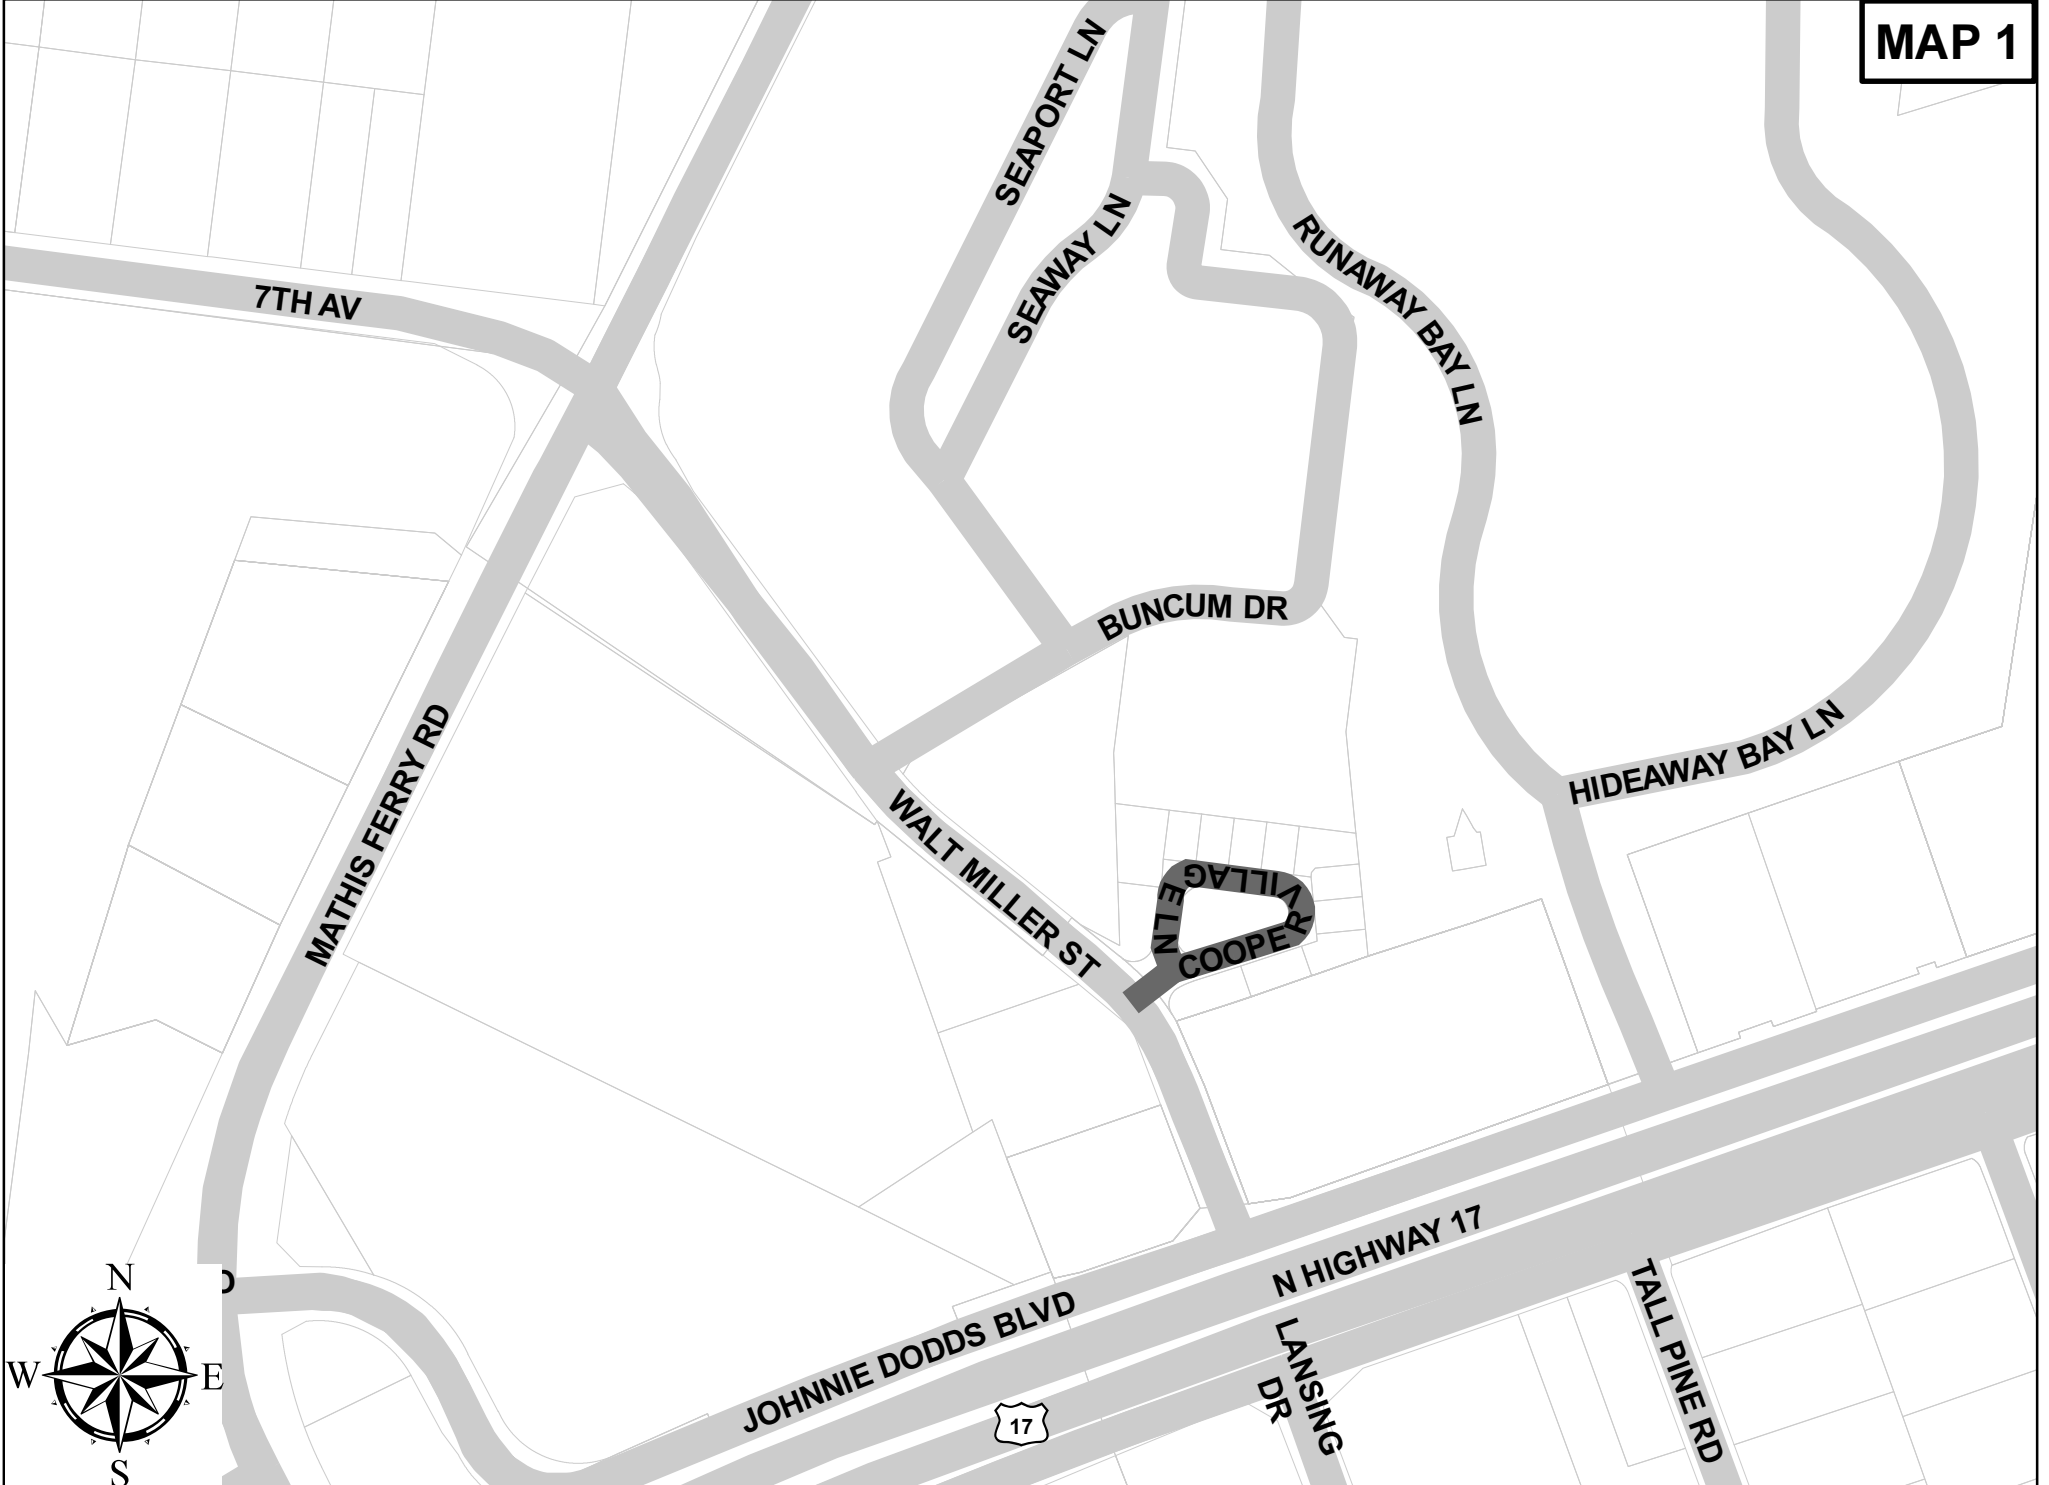 MAP 1
SEAPORT LN
SEAWAY LN
RUNAWAY BAY LN
7TH AV
BUNCUM DR
MATHIS FERRY RD
HIDEAWAY BAY LN
WALT MILLER ST
COOPER VILLAGE LN
N HIGHWAY 17
JOHNNIE DODDS BLVD
LANSING
DR
TALL PINE RD
17
D
N
W E
S